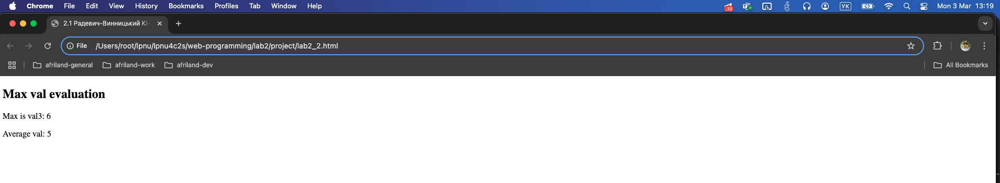 Chrome File Edit View History Bookmarks Profiles Tab Window Help 53 УК Mon 3 Mar 13:19
2.1 Радевич-Винницький КІ-
File /Users/root/lpnu/lpnu4c2s/web-programming/lab2/project/lab2_2.html
afriland-general afriland-work afriland-dev All Bookmarks
Max val evaluation
Max is val3: 6
Average val: 5